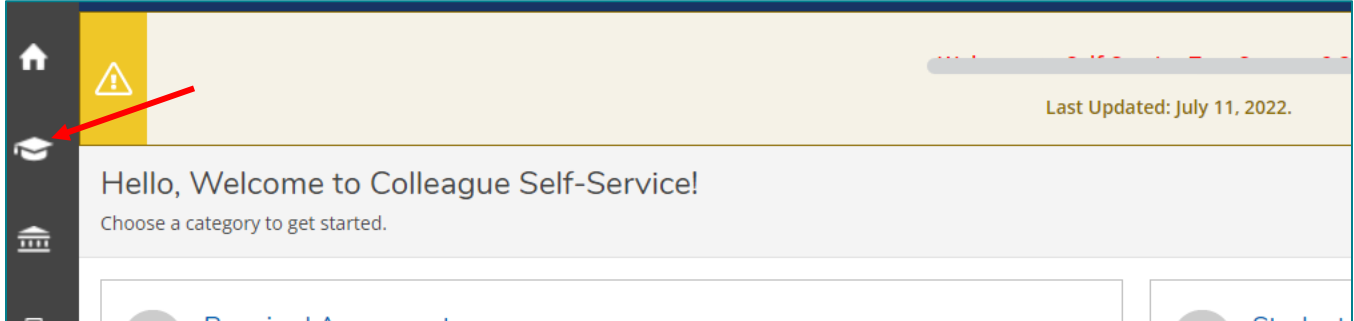 Last Updated: July 11, 2022.
Hello, Welcome to Colleague Self-Service!
Choose a category to get started.